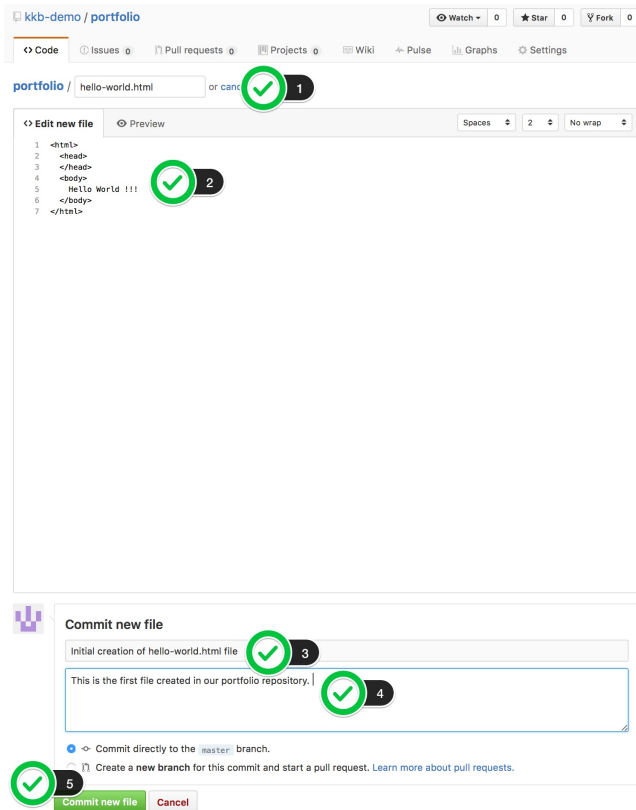 kkb-demo / portfolio
Watch 0 Star 0 Fork 0
Code Issues 0 Pull requests 0 Projects 0 Wiki Pulse Graphs Settings
portfolio / hello-world.html or 1
Edit new file Preview Spaces 2 No wrap
1 <html>
2 <head>
3 </head>
4 <body>
5 Hello World !!! 2
6 </body>
7 </html>
Commit new file
Initial creation of hello-world.html file 3
This is the first file created in our portfolio repository. 4
Commit directly to the master branch.
Create a new branch for this commit and start a pull request. Learn more about pull requests.
5
Commit new file Cancel